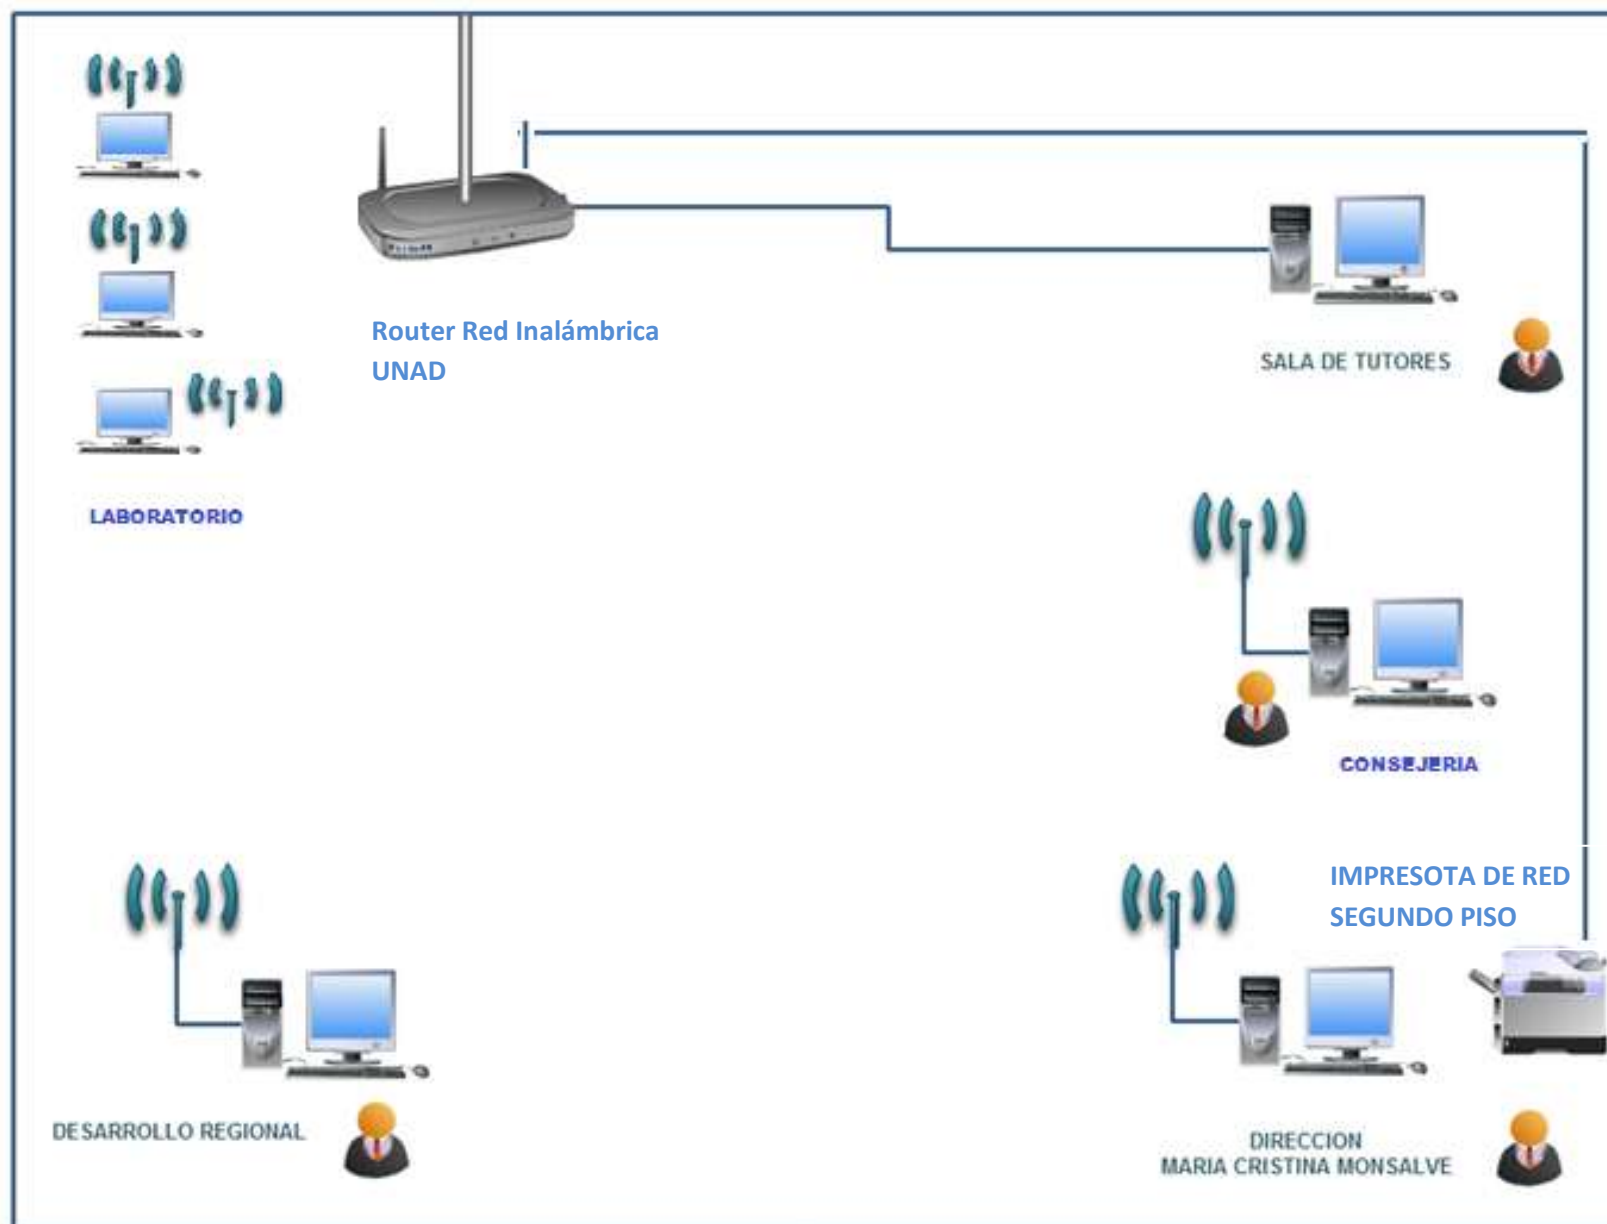 Router Red Inalámbrica
UNAD
SALA DE TUTORES
LABORATORIO
CONSEJERIA
IMPRESOTA DE RED
SEGUNDO PISO
DESARROLLO REGIONAL
DIRECCION
MARIA CRISTINA MONSALVE